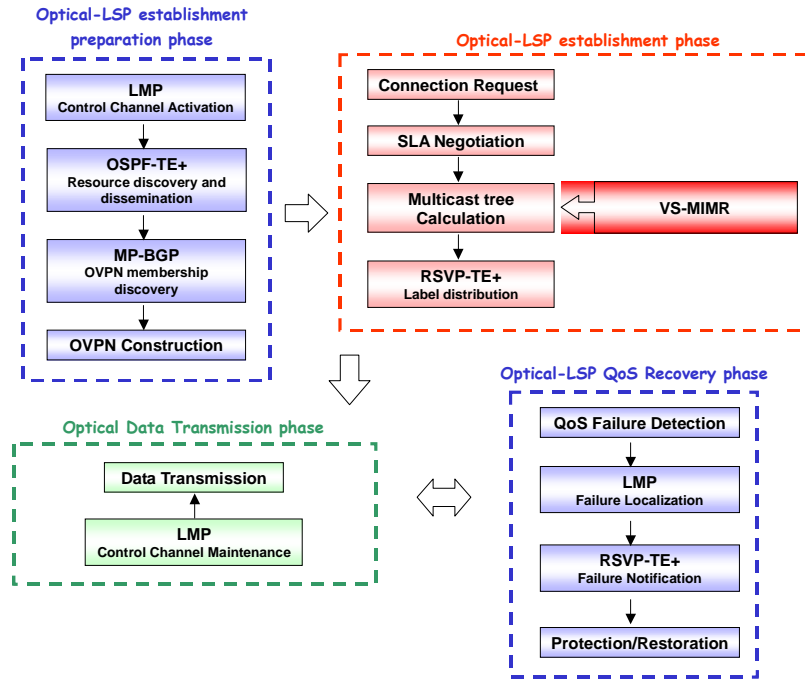 Optical-LSP establishment
preparation phase
LMP
Control Channel Activation
OSPF-TE+
Resource discovery and
dissemination
MP-BGP
OVPN membership
discovery
OVPN Construction
Optical-LSP establishment phase
Connection Request
SLA Negotiation
Multicast tree
Calculation
VS-MIMR
RSVP-TE+
Label distribution
Optical Data Transmission phase
Data Transmission
LMP
Control Channel Maintenance
Optical-LSP QoS Recovery phase
QoS Failure Detection
LMP
Failure Localization
RSVP-TE+
Failure Notification
Protection/Restoration